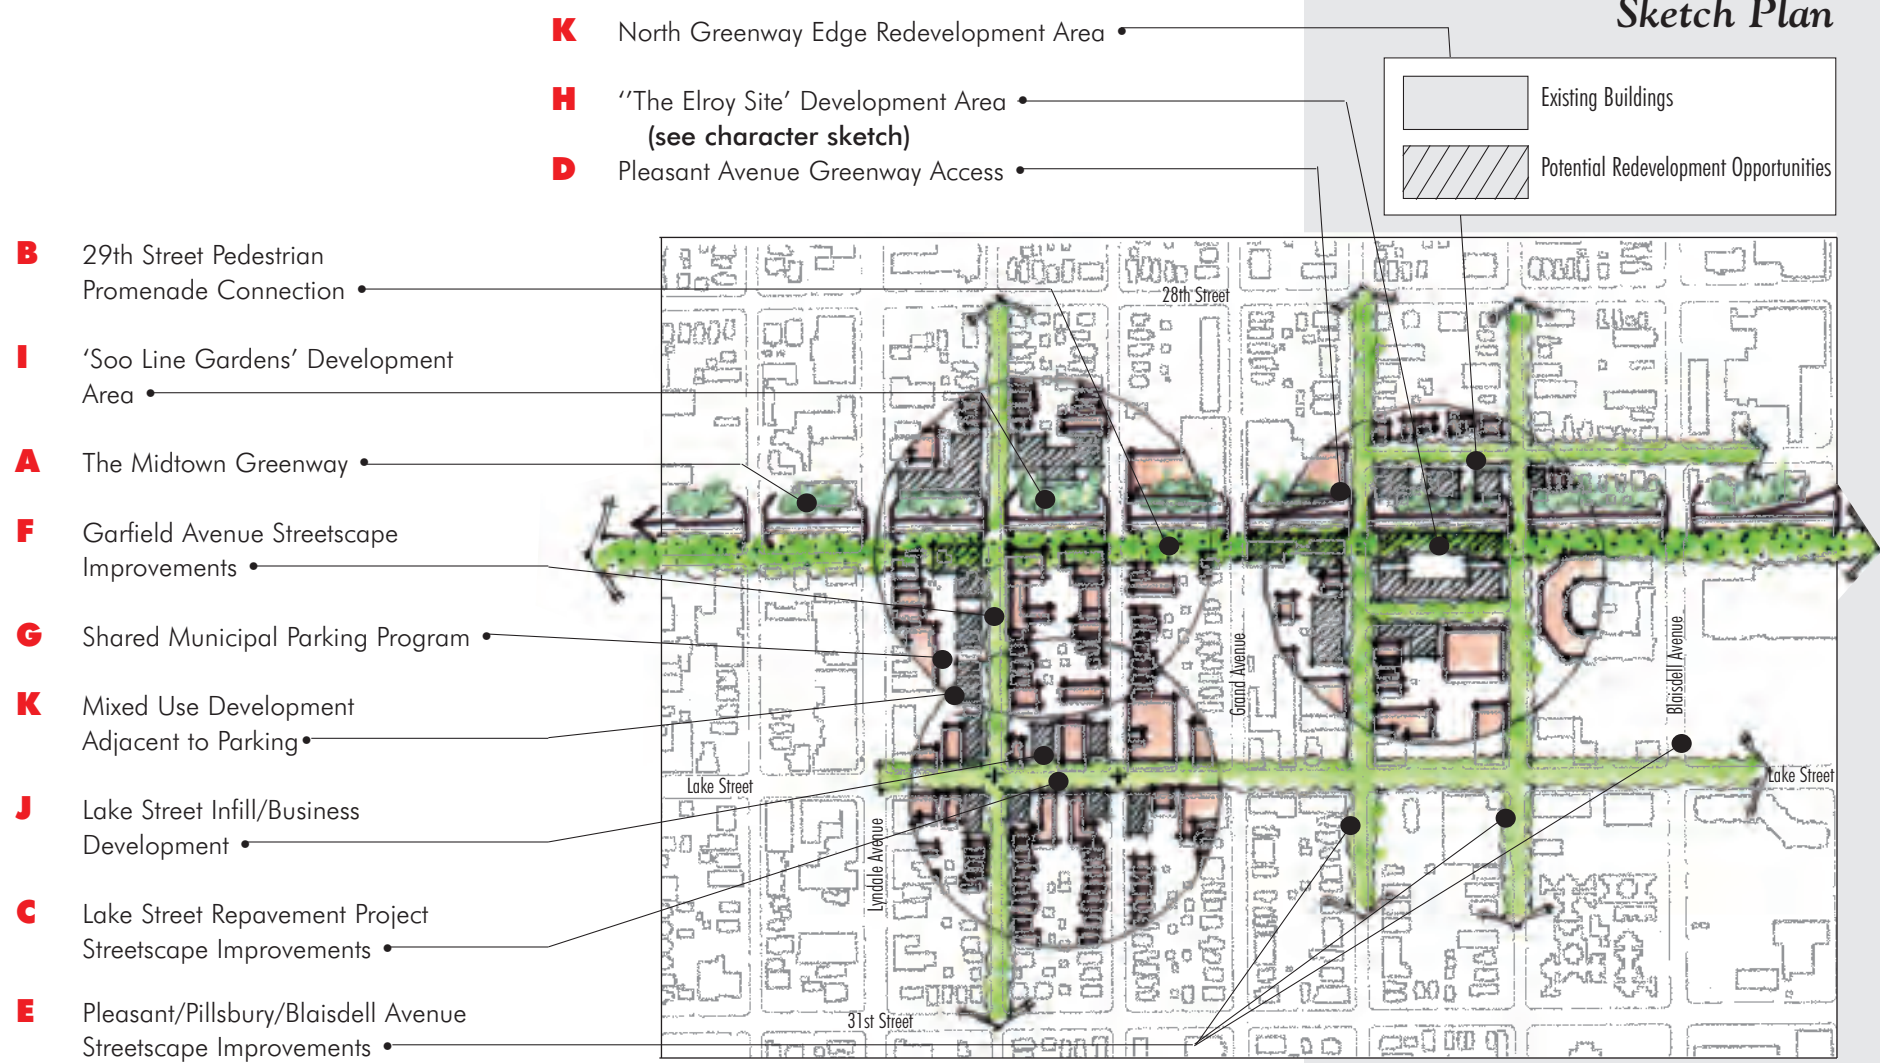 Sketch Plan
K North Greenway Edge Redevelopment Area
H ‘‘The Elroy Site’ Development Area
(see character sketch)
D Pleasant Avenue Greenway Access
Existing Buildings
Potential Redevelopment Opportunities
B 29th Street Pedestrian
Promenade Connection
I ‘Soo Line Gardens’ Development
Area
A The Midtown Greenway
F Garfield Avenue Streetscape
Improvements
G Shared Municipal Parking Program
K Mixed Use Development
Adjacent to Parking
J Lake Street Infill/Business
Development
C Lake Street Repavement Project
Streetscape Improvements
E Pleasant/Pillsbury/Blaisdell Avenue
Streetscape Improvements
28th Street
Grand Avenue
Blaisdell Avenue
Lake Street
Lake Street
Lyndale Avenue
31st Street